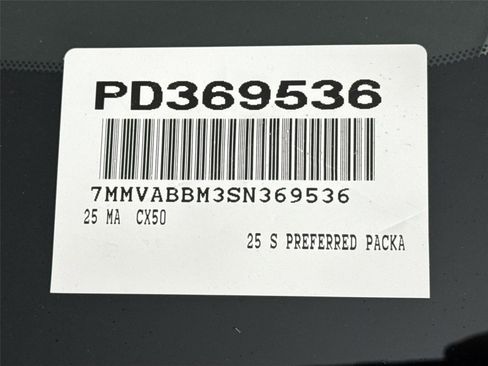 PD369536
7MMVABBM3SN369536
25 MA CX50
25 S PREFERRED PACKA